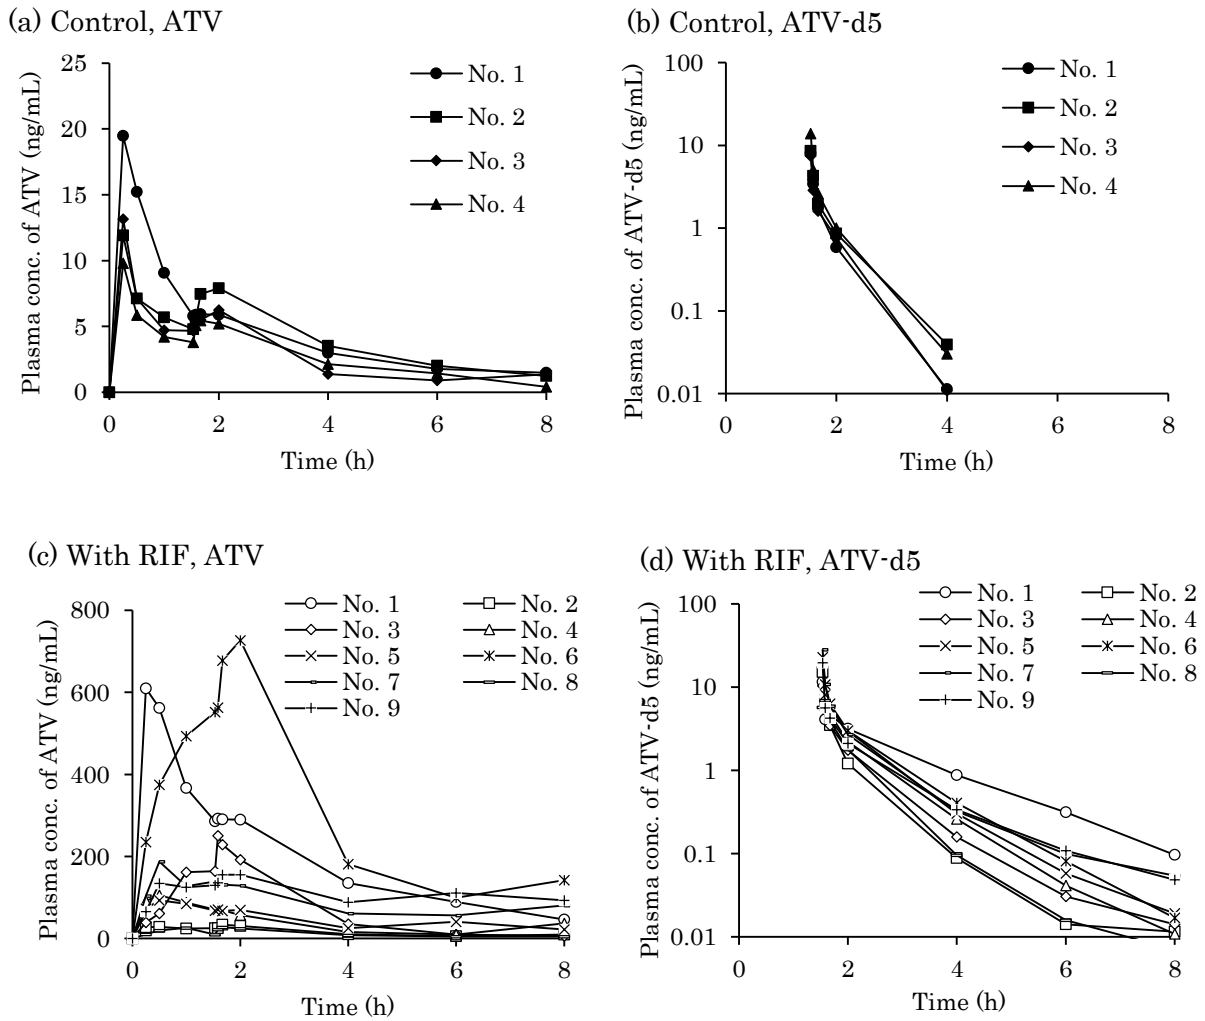 (a) Control, ATV
Plasma conc. of ATV (ng/mL)
25
20
15
10
5
0
0 2 4 6 8
Time (h)
No. 1
No. 2
No. 3
No. 4
(b) Control, ATV-d5
Plasma conc. of ATV-d5 (ng/mL)
100
10
1
0.1
0.01
0 2 4 6 8
Time (h)
No. 1
No. 2
No. 3
No. 4
(c) With RIF, ATV
Plasma conc. of ATV (ng/mL)
800
600
400
200
0
0 2 4 6 8
Time (h)
No. 1 No. 2
No. 3 No. 4
No. 5 No. 6
No. 7 No. 8
No. 9
(d) With RIF, ATV-d5
Plasma conc. of ATV-d5 (ng/mL)
100
10
1
0.1
0.01
0 2 4 6 8
Time (h)
No. 1 No. 2
No. 3 No. 4
No. 5 No. 6
No. 7 No. 8
No. 9